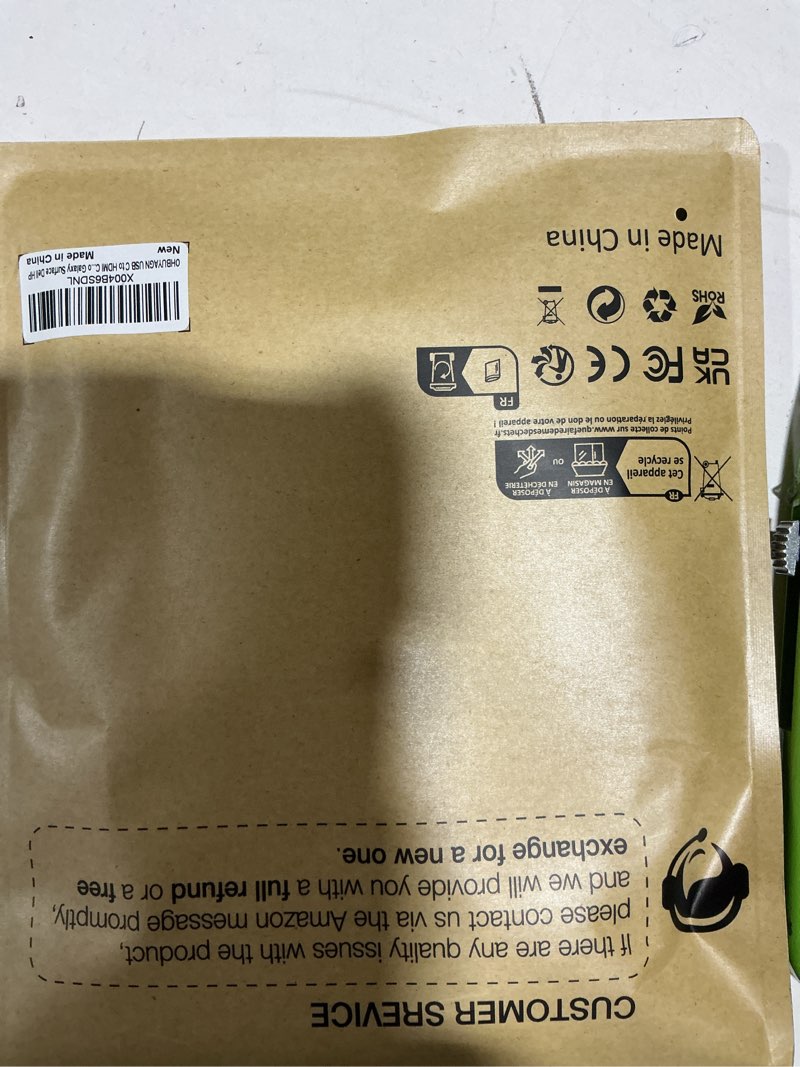 CUSTOMER SREVICE
If there are any quality issues with the product,
please contact us via the Amazon message promptly,
and we will provide you with a full refund or a free
exchange for a new one.
FR
Cet appareil
se recycle
À DÉPOSER
EN MAGASIN
OU
À DÉPOSER
EN DÉCHÈTERIE
Points de collecte sur www.quefairedemesdechets.fr
Privilégiez la réparation ou le don de votre appareil !
FR
UK
CA
FC
CE
ROHS
Made in China
X004B6SDNL
OHBUYAGN USB C to HDMI C...o Galaxy Surface Dell HP
New
Made in China